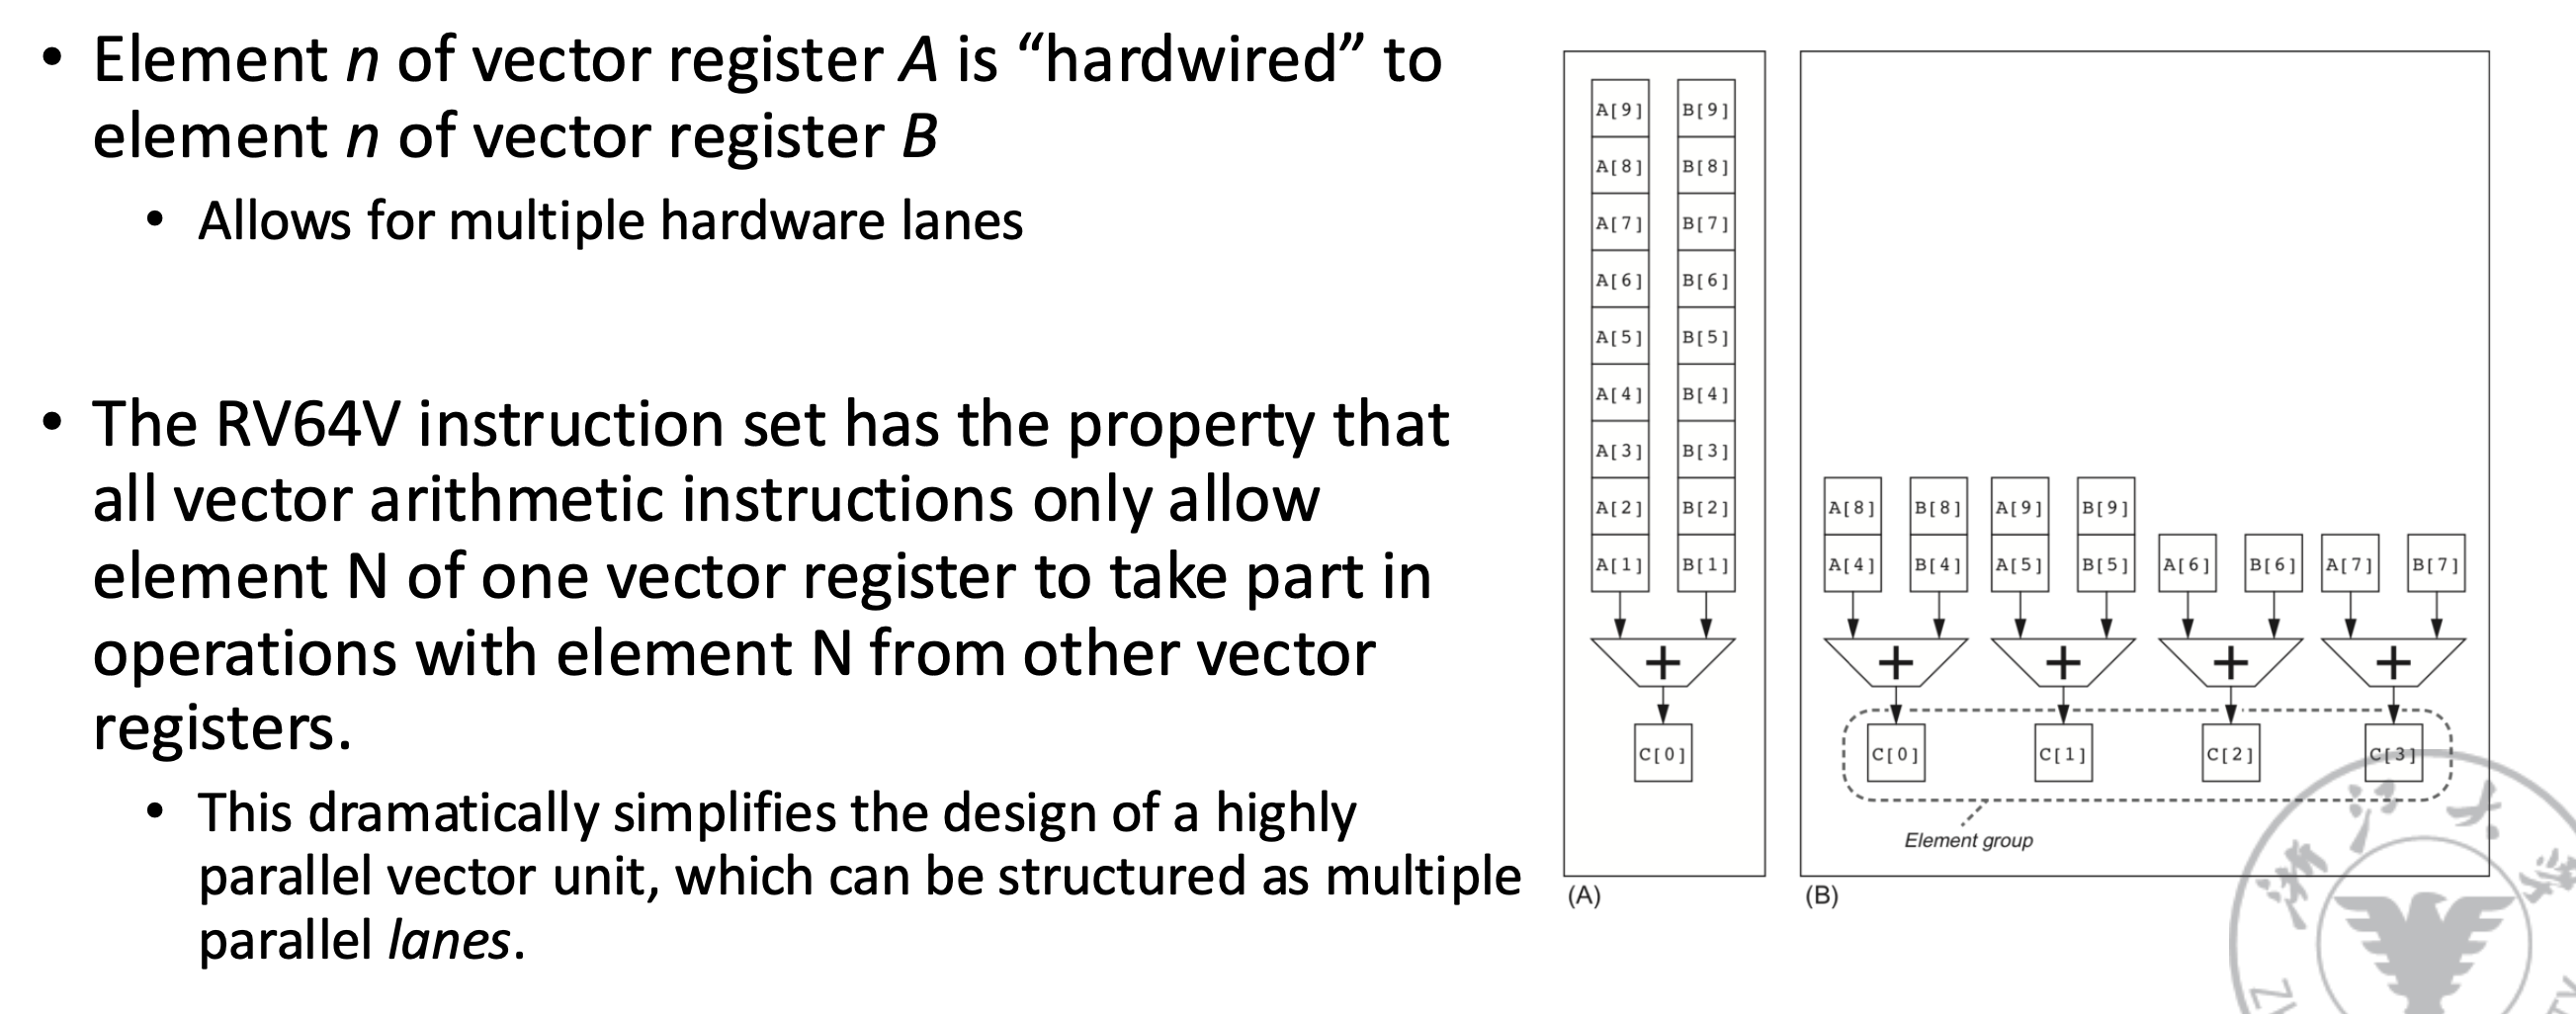 • Element n of vector register A is “hardwired” to
element n of vector register B
• Allows for multiple hardware lanes
• The RV64V instruction set has the property that
all vector arithmetic instructions only allow
element N of one vector register to take part in
operations with element N from other vector
registers.
• This dramatically simplifies the design of a highly
parallel vector unit, which can be structured as multiple
parallel lanes.
A[9] B[9]
A[8] B[8]
A[7] B[7]
A[6] B[6]
A[5] B[5]
A[4] B[4]
A[3] B[3]
A[2] B[2]
A[1] B[1]
+
C[0]
(A)
A[8] B[8] A[9] B[9]
A[4] B[4] A[5] B[5] A[6] B[6] A[7] B[7]
+ + + +
C[0] C[1] C[2] C[3]
Element group
(B)
浙江大学